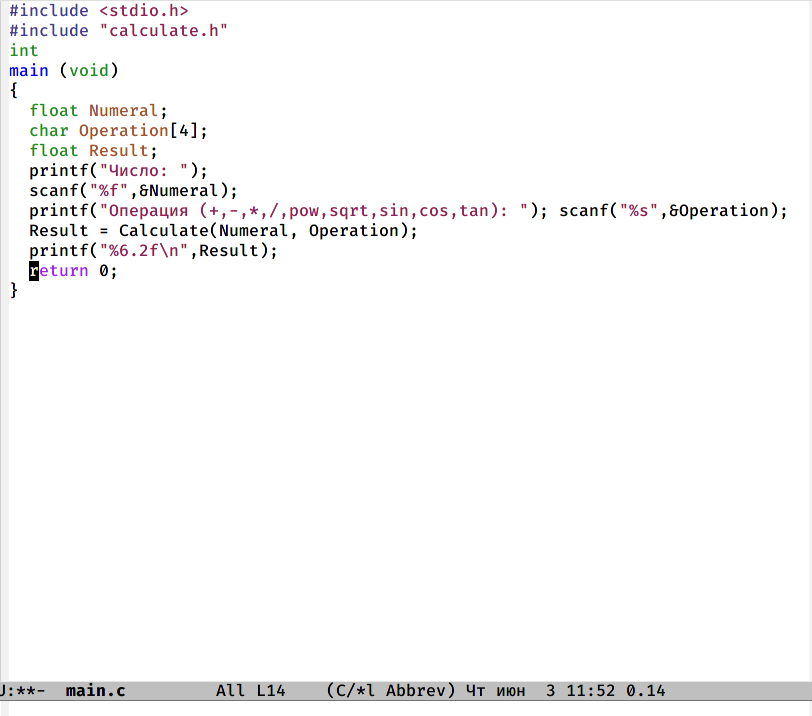 #include <stdio.h>
#include "calculate.h"
int
main (void)
{
  float Numeral;
  char Operation[4];
  float Result;
  printf("Число: ");
  scanf("%f",&Numeral);
  printf("Операция (+,-,*,/,pow,sqrt,sin,cos,tan): "); scanf("%s",&Operation);
  Result = Calculate(Numeral, Operation);
  printf("%6.2f\n",Result);
  return 0;
}
U:**-  main.c         All L14    (C/*l Abbrev) Чт июн  3 11:52 0.14